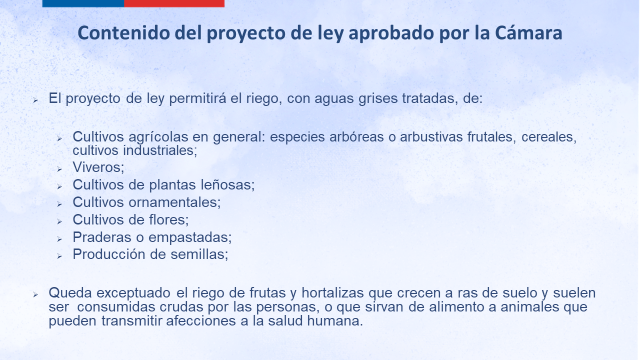 Contenido del proyecto de ley aprobado por la Cámara
El proyecto de ley permitirá el riego, con aguas grises tratadas, de:
Cultivos agrícolas en general: especies arbóreas o arbustivas frutales, cereales,
cultivos industriales;
Viveros;
Cultivos de plantas leñosas;
Cultivos ornamentales;
Cultivos de flores;
Praderas o empastadas;
Producción de semillas;
Queda exceptuado el riego de frutas y hortalizas que crecen a ras de suelo y suelen
ser consumidas crudas por las personas, o que sirvan de alimento a animales que
pueden transmitir afecciones a la salud humana.